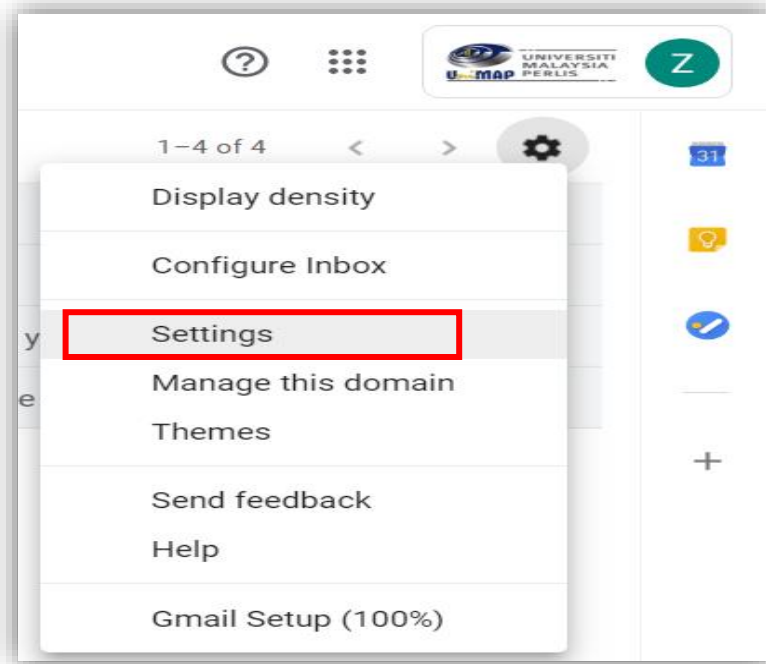 UniMAP
UNIVERSITI
MALAYSIA
PERLIS
Z
1–4 of 4
31
Display density
Configure Inbox
y
Settings
Manage this domain
e
Themes
Send feedback
Help
Gmail Setup (100%)